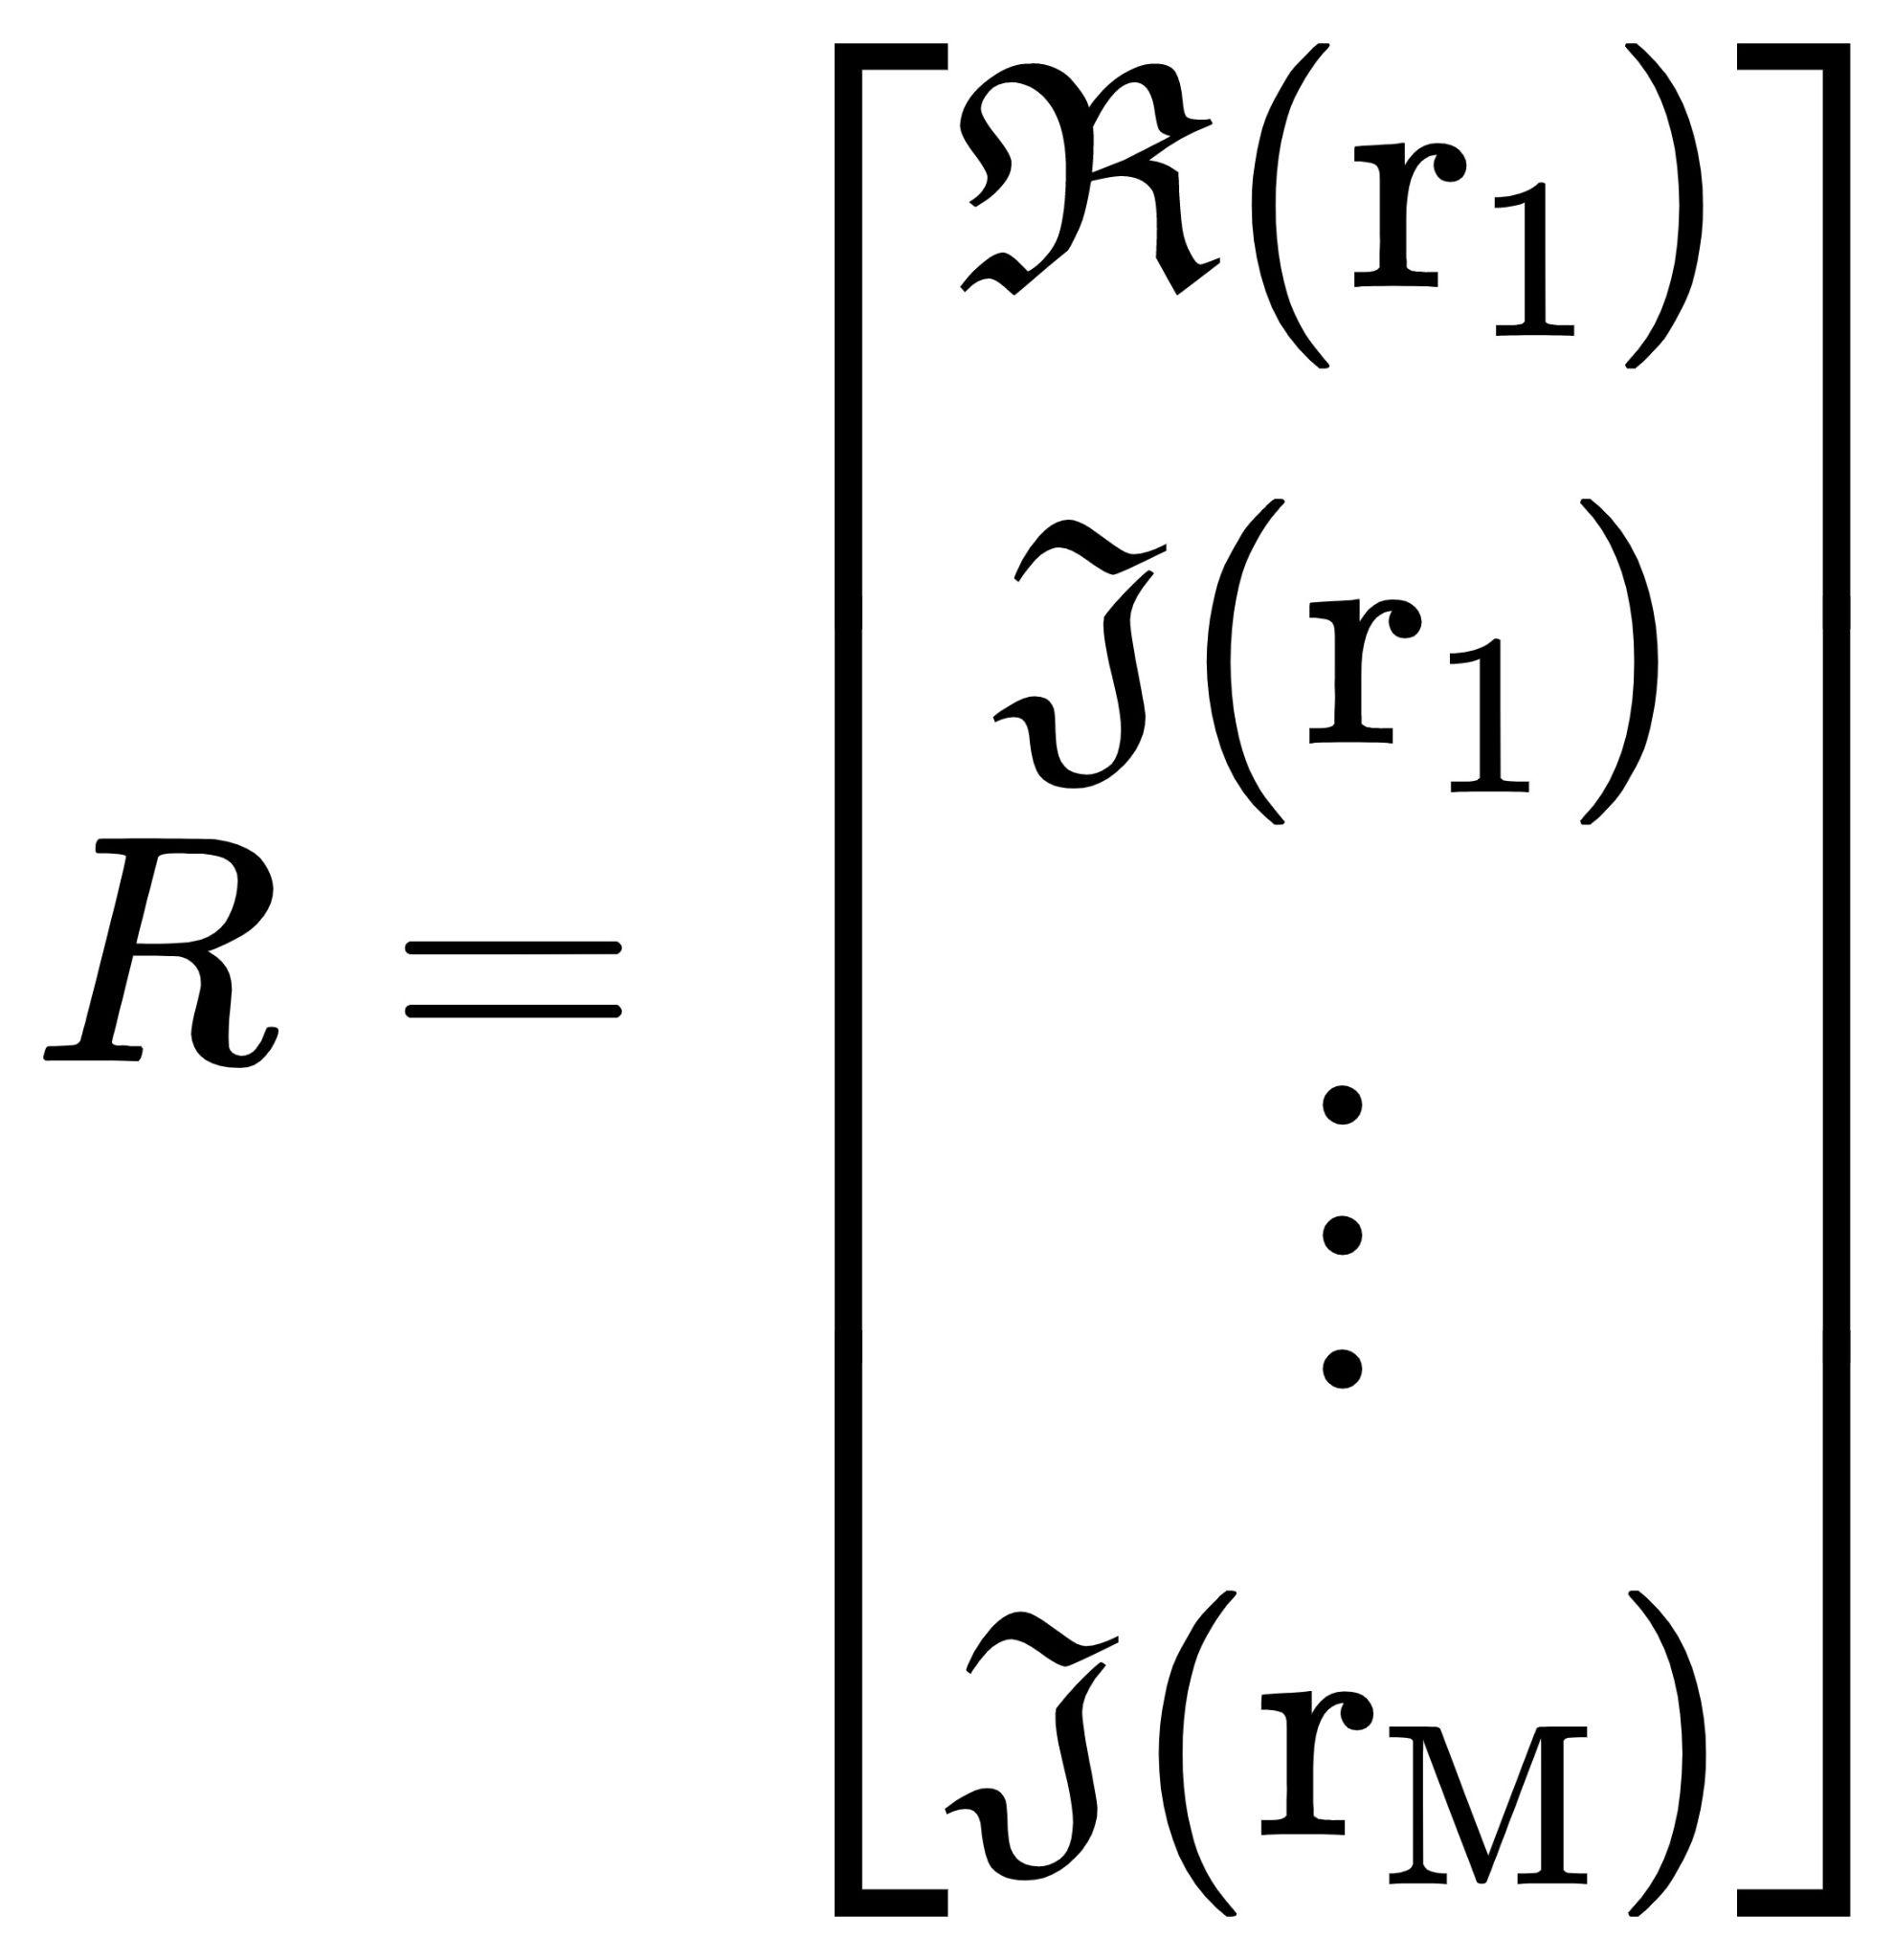 R = [ ℜ(r₁)
ℑ(r₁)
⋮
ℑ(r_M) ]